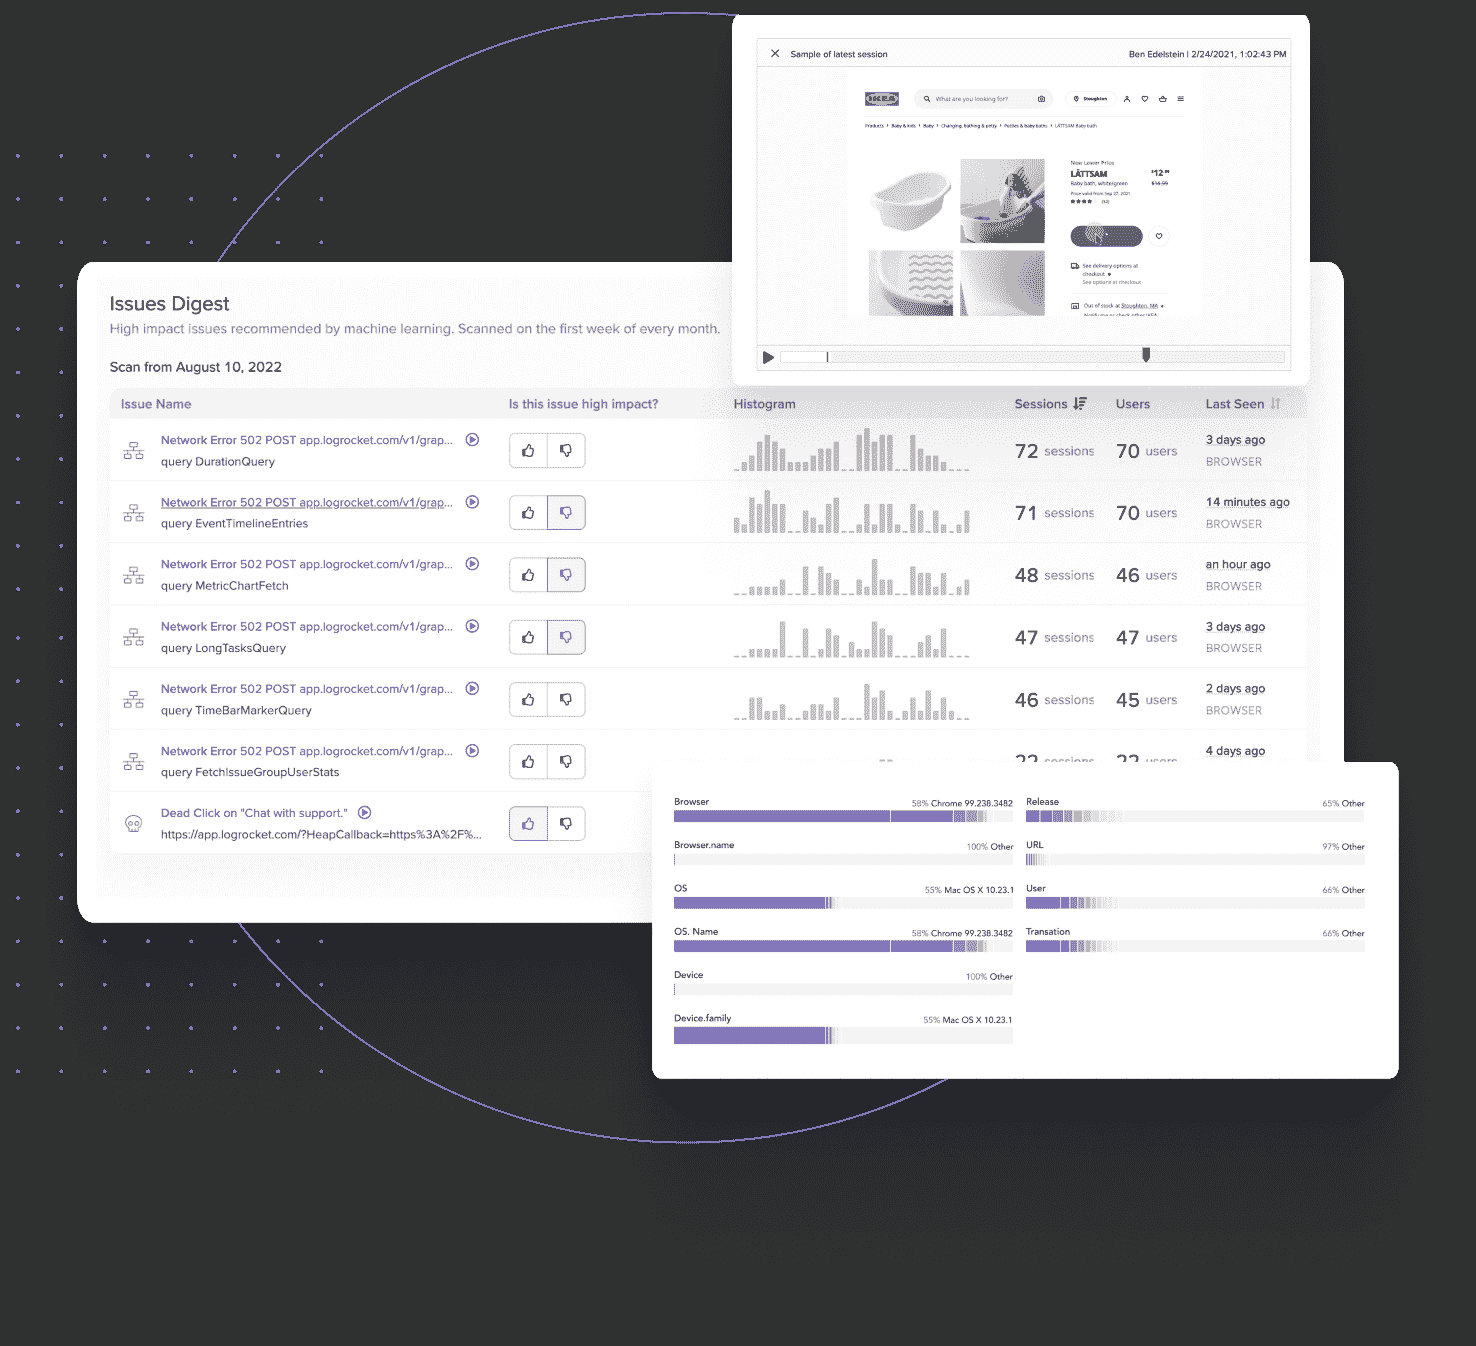 Sample of latest session
Ben Edelstein | 2/24/2021, 1:02:43 PM
IKEA
What are you looking for?
Stoughton
Products › Baby & kids › Baby › Changing, bathing & potty › Potties & baby baths › LÄTTSAM Baby bath
New Lower Price
LÄTTSAM
$12.99
Baby bath, white/green
$14.99
Price valid from Sep 27, 2021
(32)
See delivery options at
checkout
See options at checkout
Out of stock at Stoughton, MA
Issues Digest
High impact issues recommended by machine learning. Scanned on the first week of every month.
Scan from August 10, 2022
Issue Name
Is this issue high impact?
Histogram
Sessions
Users
Last Seen
Network Error 502 POST app.logrocket.com/v1/grap...
query DurationQuery
72 sessions
70 users
3 days ago
BROWSER
Network Error 502 POST app.logrocket.com/v1/grap...
query EventTimelineEntries
71 sessions
70 users
14 minutes ago
BROWSER
Network Error 502 POST app.logrocket.com/v1/grap...
query MetricChartFetch
48 sessions
46 users
an hour ago
BROWSER
Network Error 502 POST app.logrocket.com/v1/grap...
query LongTasksQuery
47 sessions
47 users
3 days ago
BROWSER
Network Error 502 POST app.logrocket.com/v1/grap...
query TimeBarMarkerQuery
46 sessions
45 users
2 days ago
BROWSER
Network Error 502 POST app.logrocket.com/v1/grap...
query FetchIssueGroupUserStats
sessions
users
4 days ago
Dead Click on "Chat with support."
https://app.logrocket.com/?HeapCallback=https%3A%2F%...
Browser
58% Chrome 99.238.3482
Browser.name
100% Other
OS
55% Mac OS X 10.23.1
OS. Name
58% Chrome 99.238.3482
Device
100% Other
Device.family
55% Mac OS X 10.23.1
Release
65% Other
URL
97% Other
User
66% Other
Transation
66% Other